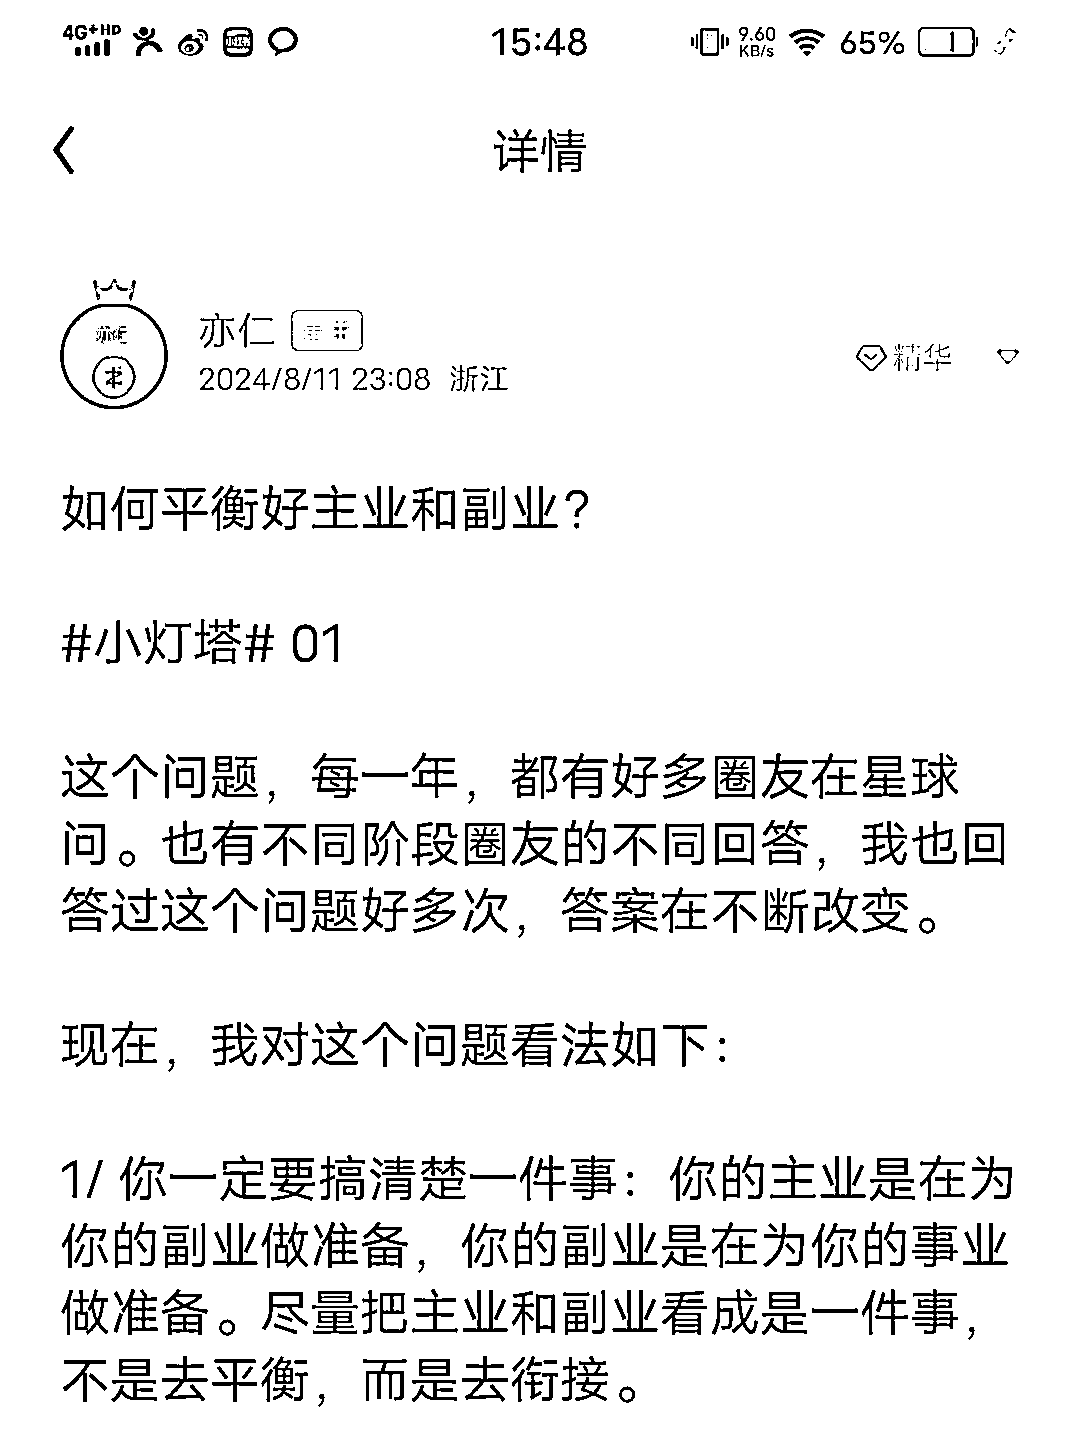 4G+HD 15:48 9.60 KB/s 65%
详情
亦仁
2024/8/11 23:08 浙江
精华
如何平衡好主业和副业?
#小灯塔# 01
这个问题，每一年，都有好多圈友在星球
问。也有不同阶段圈友的不同回答，我也回
答过这个问题好多次，答案在不断改变。
现在，我对这个问题看法如下：
1/ 你一定要搞清楚一件事：你的主业是在为
你的副业做准备，你的副业是在为你的事业
做准备。尽量把主业和副业看成是一件事，
不是去平衡，而是去衔接。